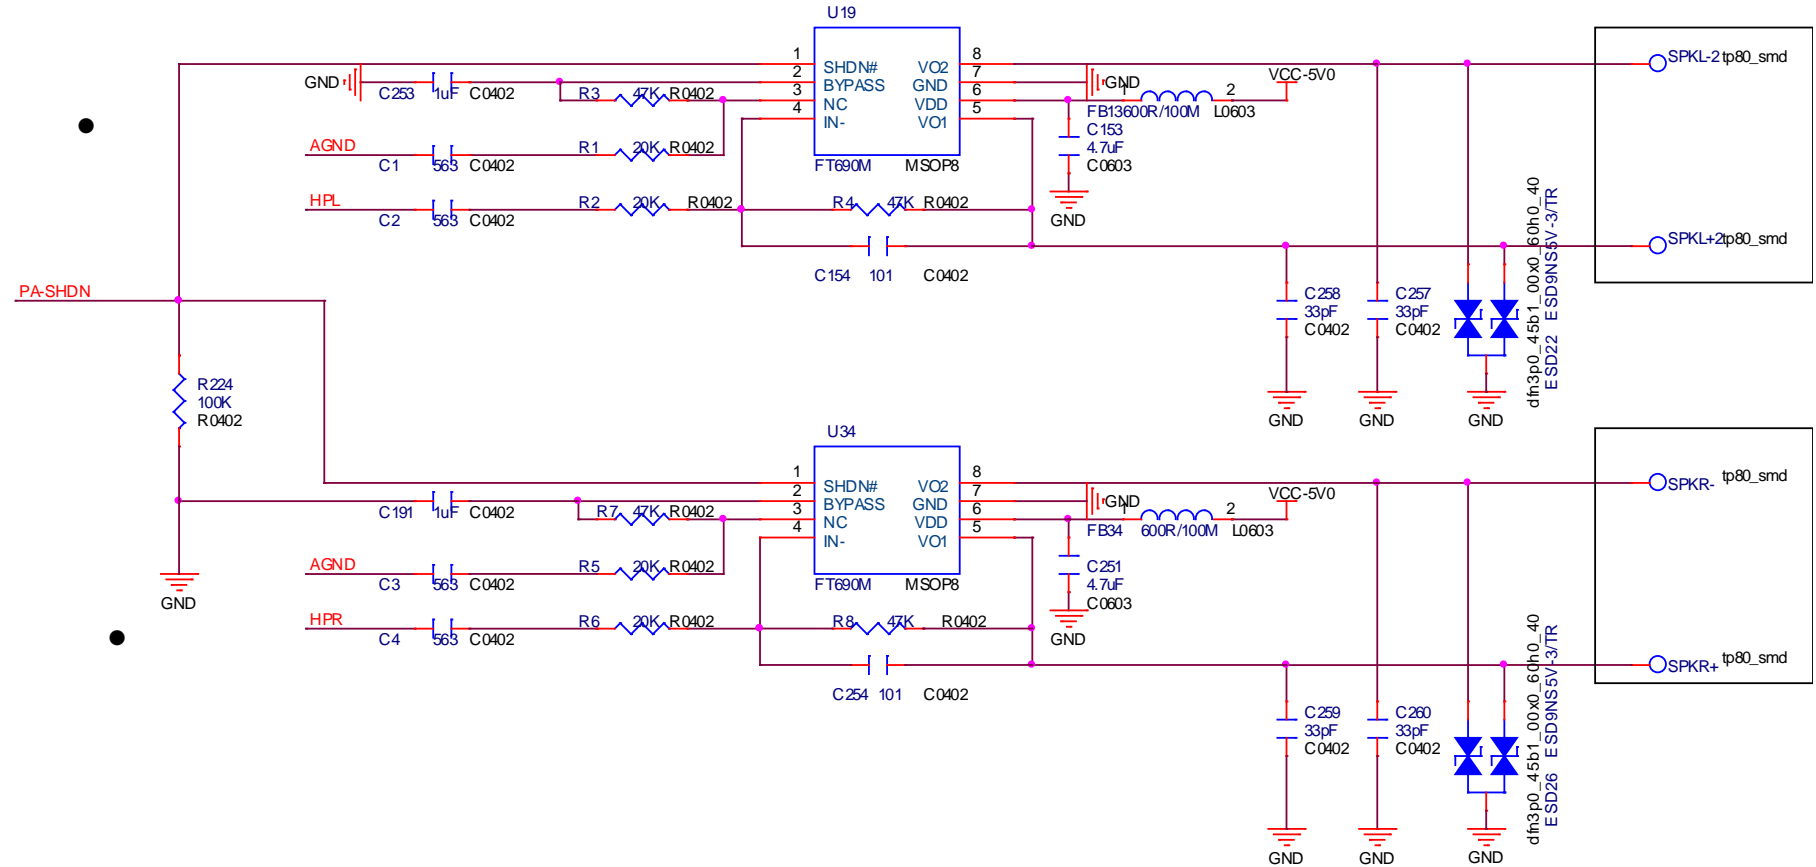 U19
1 SHDN# VO2 8
2 BYPASS GND 7
3 NC VDD 6
4 IN- VO1 5
FT690M MSOP8
GND C253 1uF C0402
R3 47K R0402
AGND C1 563 C0402 R1 20K R0402
HPL C2 563 C0402 R2 20K R0402
R4 47K R0402
C154 101 C0402
GND
1 2 VCC-5V0
FB13600R/100M L0603
C153
4.7uF
C0603
GND
SPKL-2 tp80_smd
SPKL+2tp80_smd
C258
33pF
C0402
GND
C257
33pF
C0402
GND
dfn3p0_45b1_00x0_60h0_40
ESD22 ESD9NS5V-3/TR
GND
PA-SHDN
R224
100K
R0402
GND
U34
1 SHDN# VO2 8
2 BYPASS GND 7
3 NC VDD 6
4 IN- VO1 5
FT690M MSOP8
C191 1uF C0402
R7 47K R0402
AGND C3 563 C0402 R5 20K R0402
HPR C4 563 C0402 R6 20K R0402
R8 47K R0402
C254 101 C0402
GND
1 2 VCC-5V0
FB34 600R/100M L0603
C251
4.7uF
C0603
GND
SPKR- tp80_smd
SPKR+ tp80_smd
C259
33pF
C0402
GND
C260
33pF
C0402
GND
dfn3p0_45b1_00x0_60h0_40
ESD26 ESD9NS5V-3/TR
GND